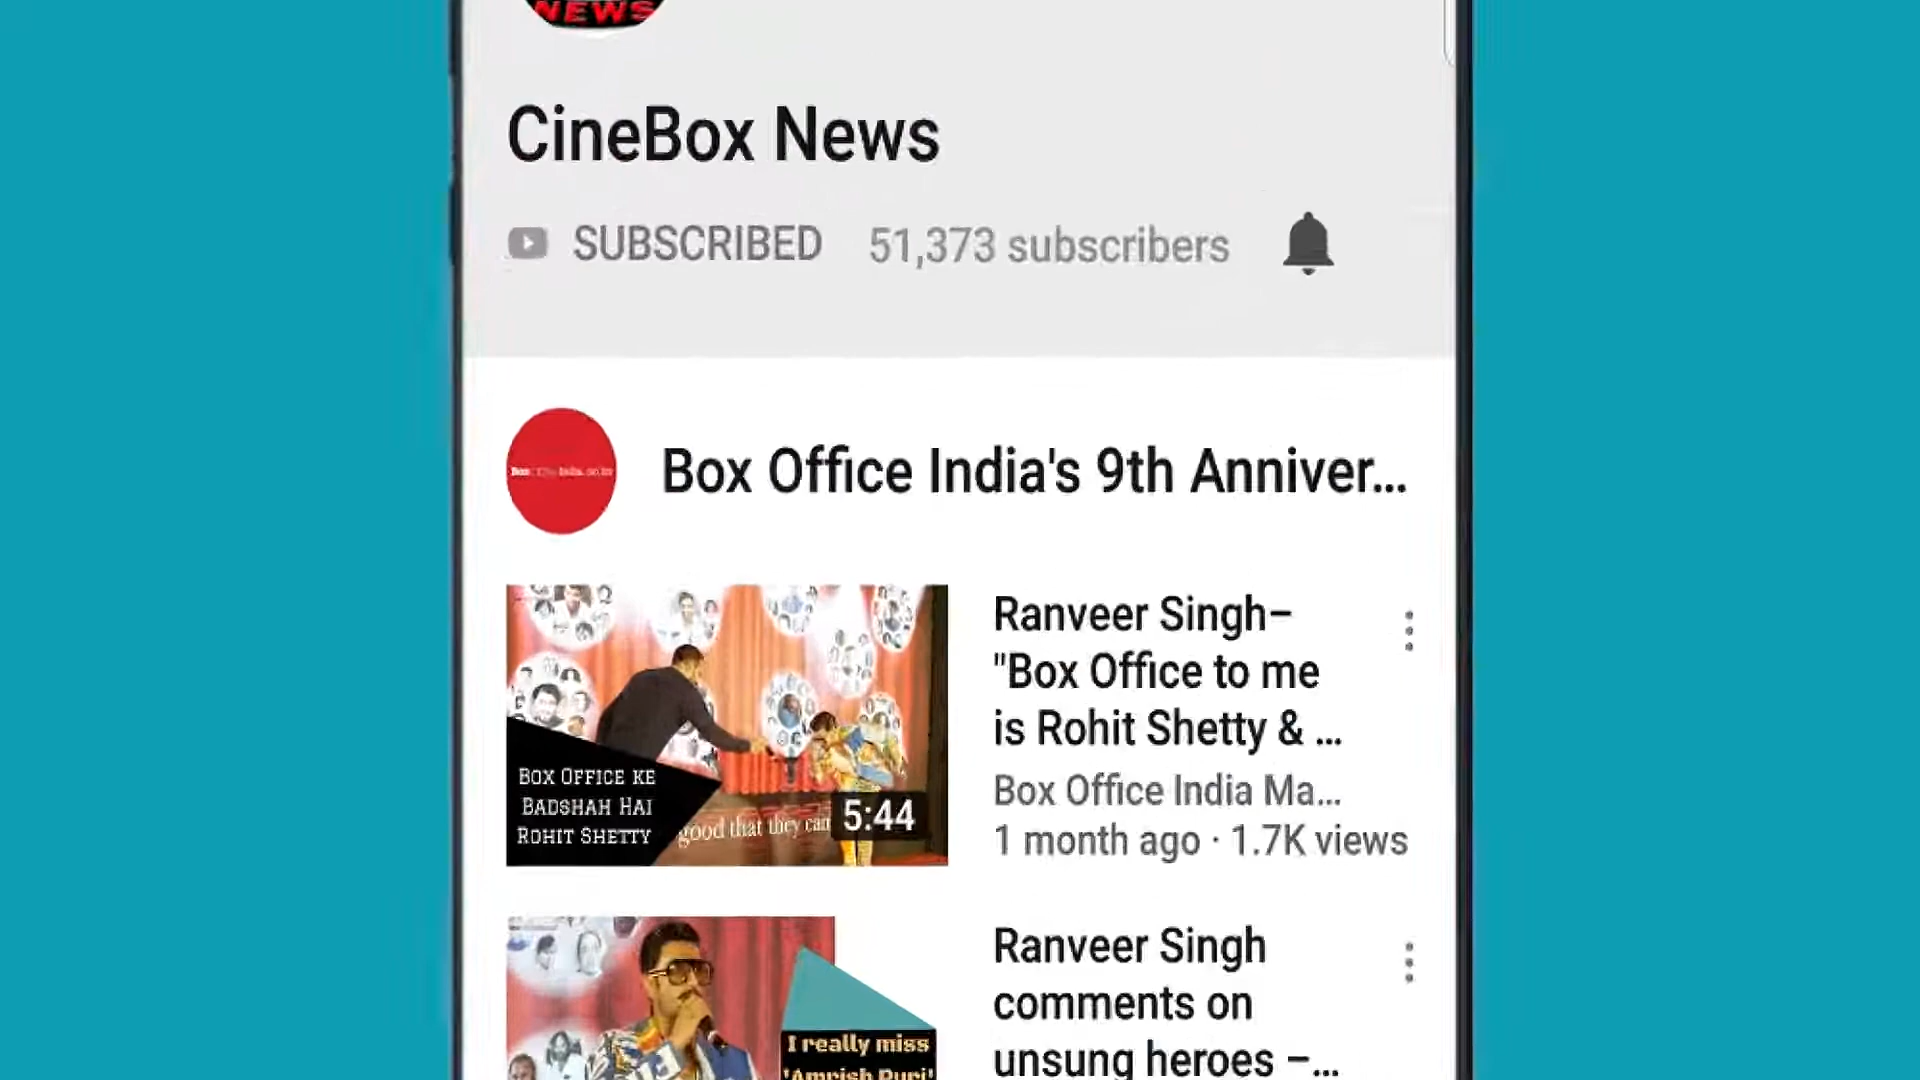 NEWS
CineBox News
SUBSCRIBED 51,373 subscribers
Box Office India's 9th Anniver...
Ranveer Singh–
"Box Office to me
is Rohit Shetty & ...
Box Office India Ma...
1 month ago · 1.7K views
BOX OFFICE KE
BADSHAH HAI
ROHIT SHETTY
good that they can
5:44
Ranveer Singh
comments on
unsung heroes –...
I really miss
'Amrish Puri'